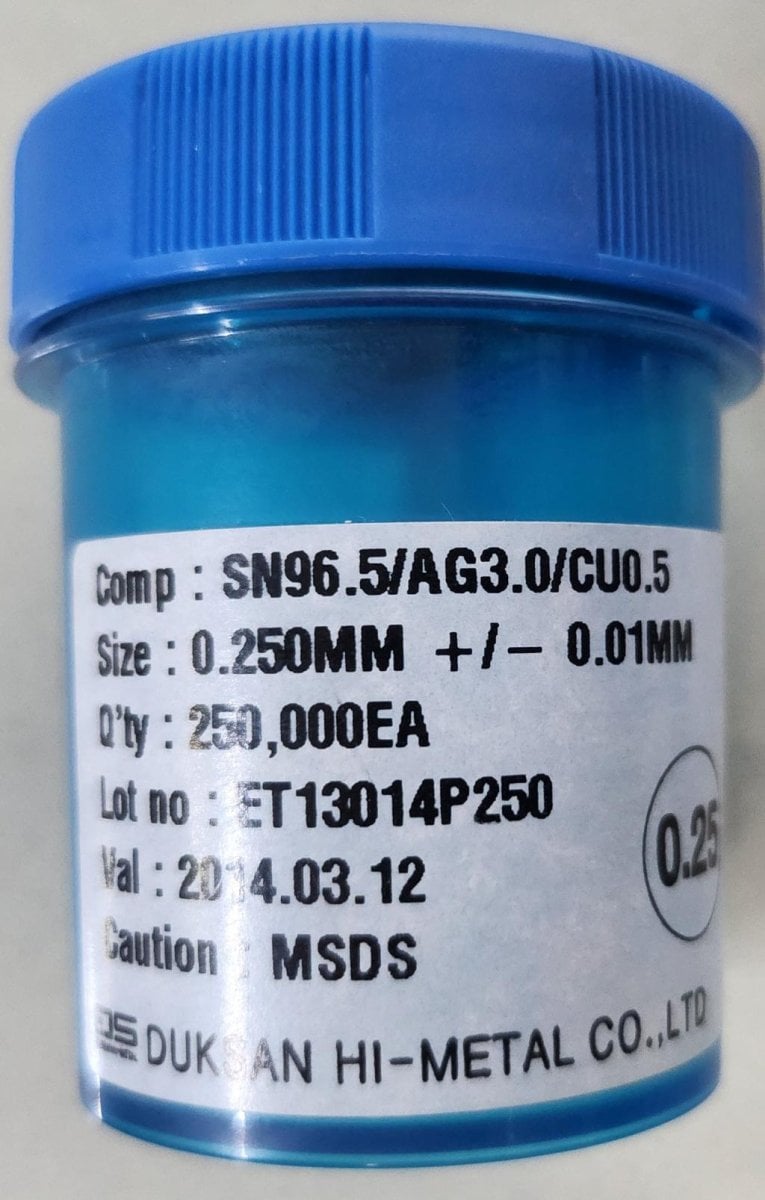 Comp : SN96.5/AG3.0/CU0.5
Size : 0.250MM +/- 0.01MM
Q'ty : 250,000EA
Lot no : ET13014P250
Val : 2014.03.12
Caution : MSDS
0.25
DS DUKSAN HI-METAL CO.,LTD